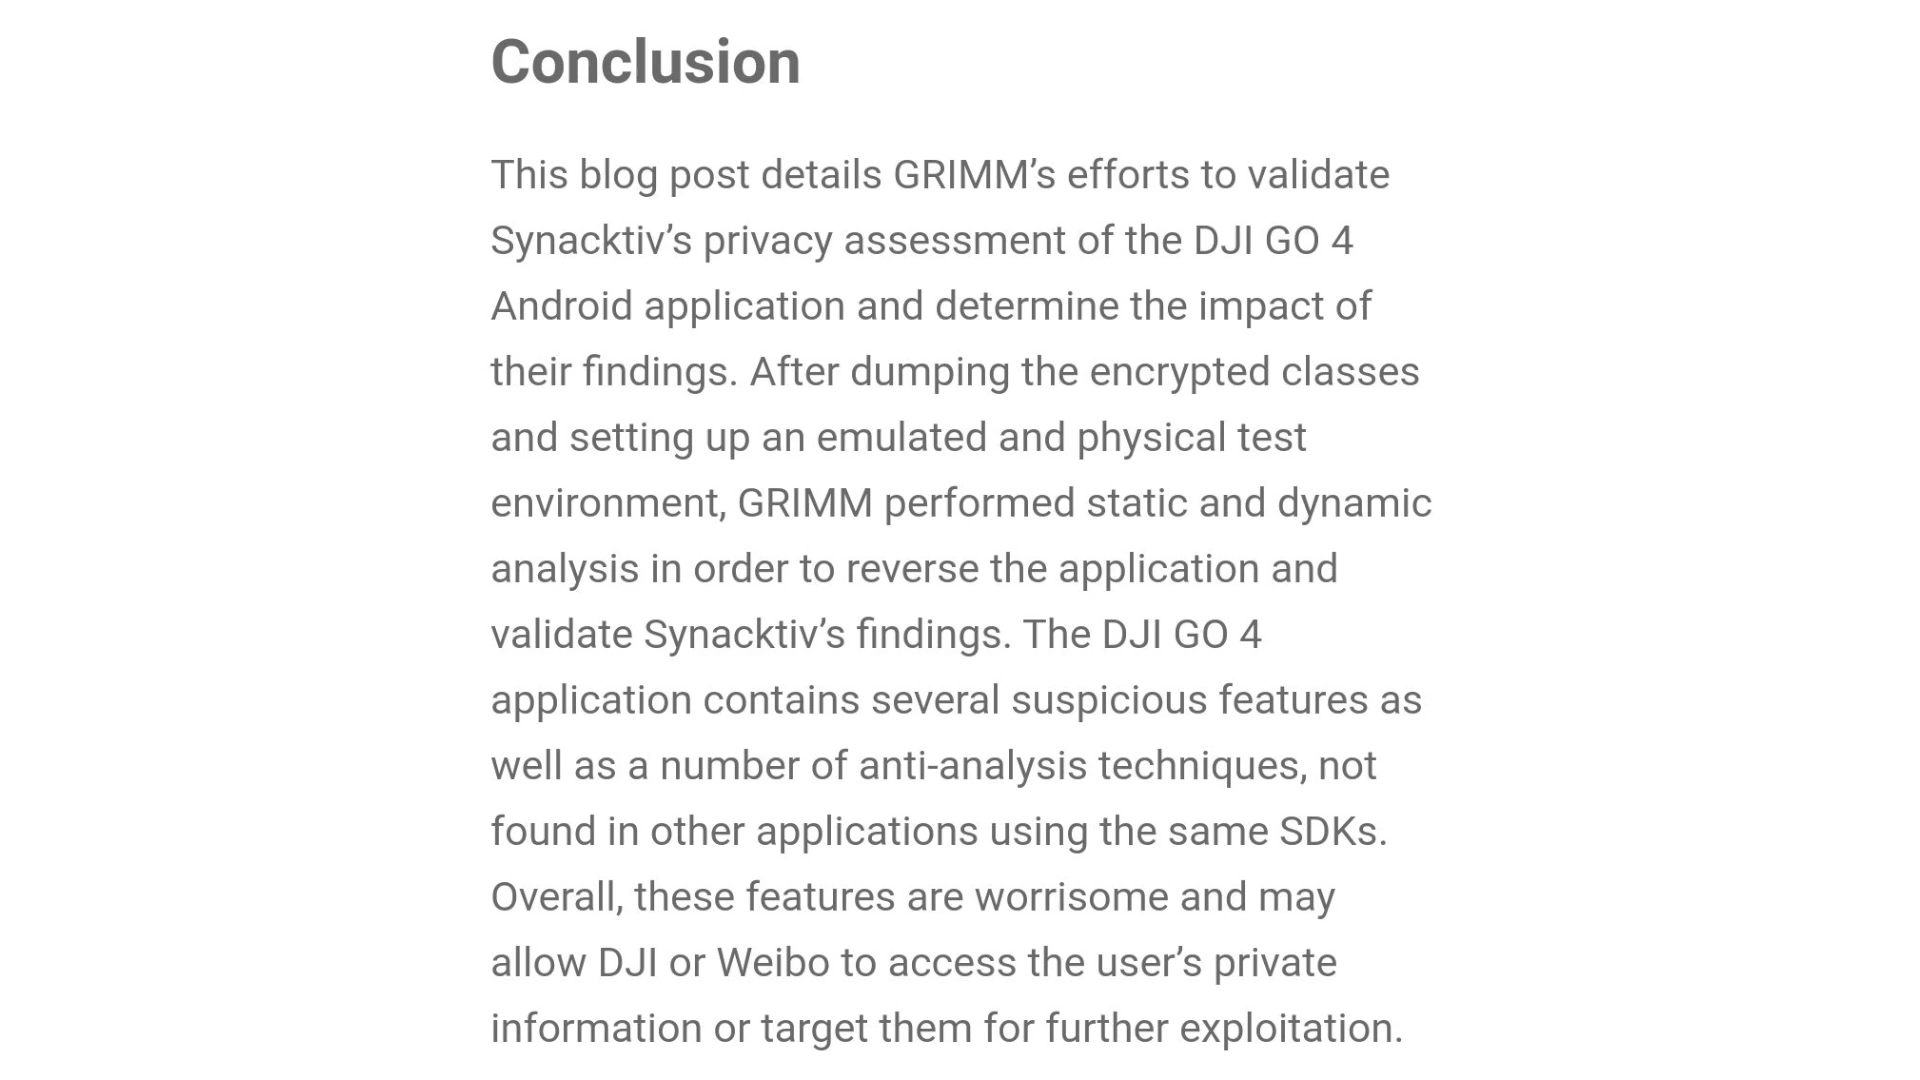 Conclusion
This blog post details GRIMM’s efforts to validate
Synacktiv’s privacy assessment of the DJI GO 4
Android application and determine the impact of
their findings. After dumping the encrypted classes
and setting up an emulated and physical test
environment, GRIMM performed static and dynamic
analysis in order to reverse the application and
validate Synacktiv’s findings. The DJI GO 4
application contains several suspicious features as
well as a number of anti-analysis techniques, not
found in other applications using the same SDKs.
Overall, these features are worrisome and may
allow DJI or Weibo to access the user’s private
information or target them for further exploitation.